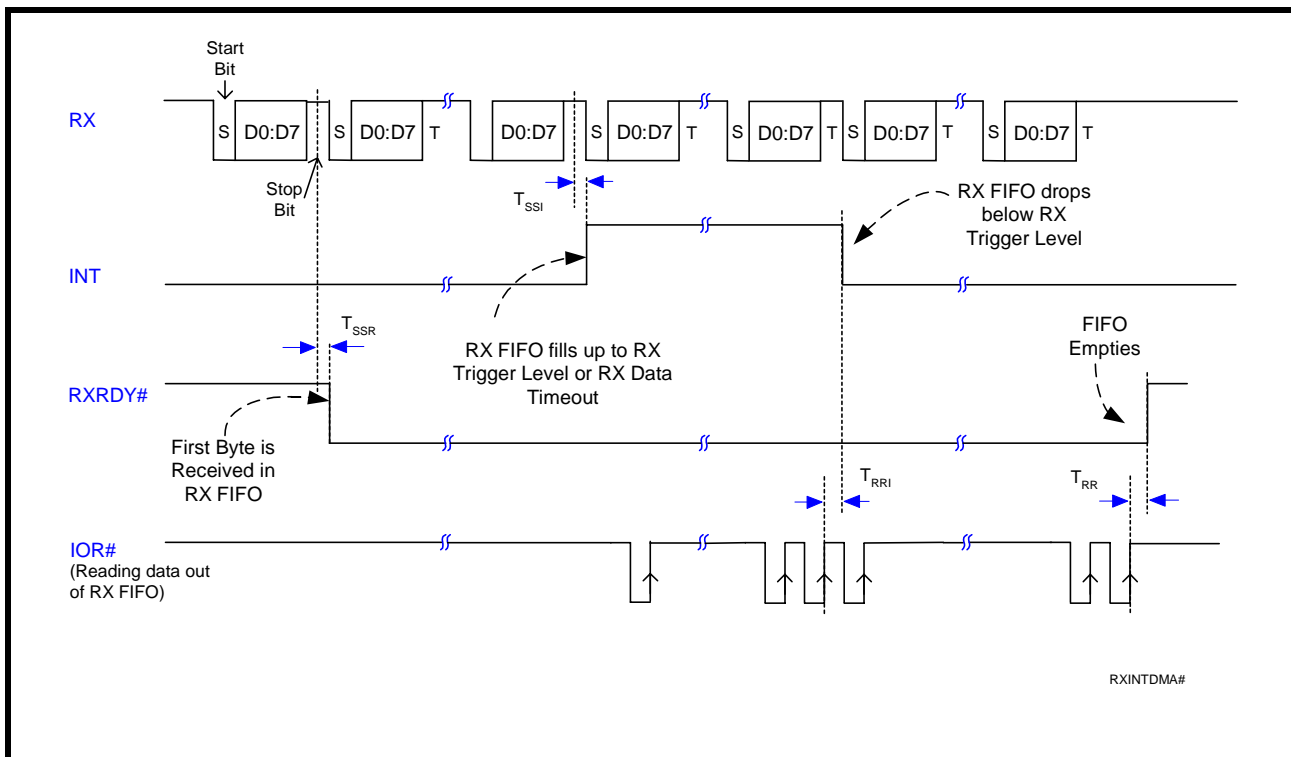 Start
Bit
RX
S D0:D7 S D0:D7 T D0:D7 S D0:D7 T S D0:D7 T S D0:D7 T S D0:D7 T
Stop
Bit
TSSI
RX FIFO drops
below RX
Trigger Level
INT
TSSR
RX FIFO fills up to RX
Trigger Level or RX Data
Timeout
FIFO
Empties
RXRDY#
First Byte is
Received in
RX FIFO
TRRI
TRR
IOR#
(Reading data out
of RX FIFO)
RXINTDMA#